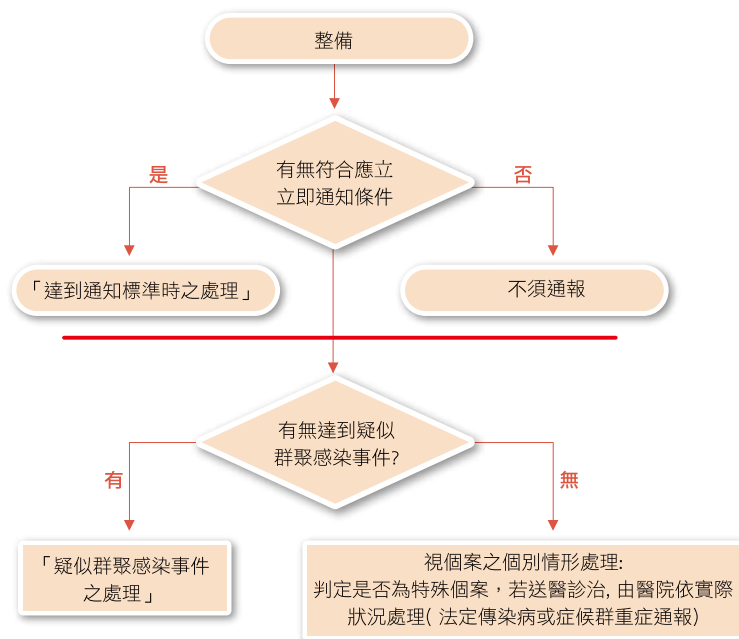 整備
有無符合應立
立即通知條件
是
否
「達到通知標準時之處理」
不須通報
有無達到疑似
群聚感染事件?
有
無
「疑似群聚感染事件
之處理」
視個案之個別情形處理:
判定是否為特殊個案，若送醫診治, 由醫院依實際
狀況處理( 法定傳染病或症候群重症通報)